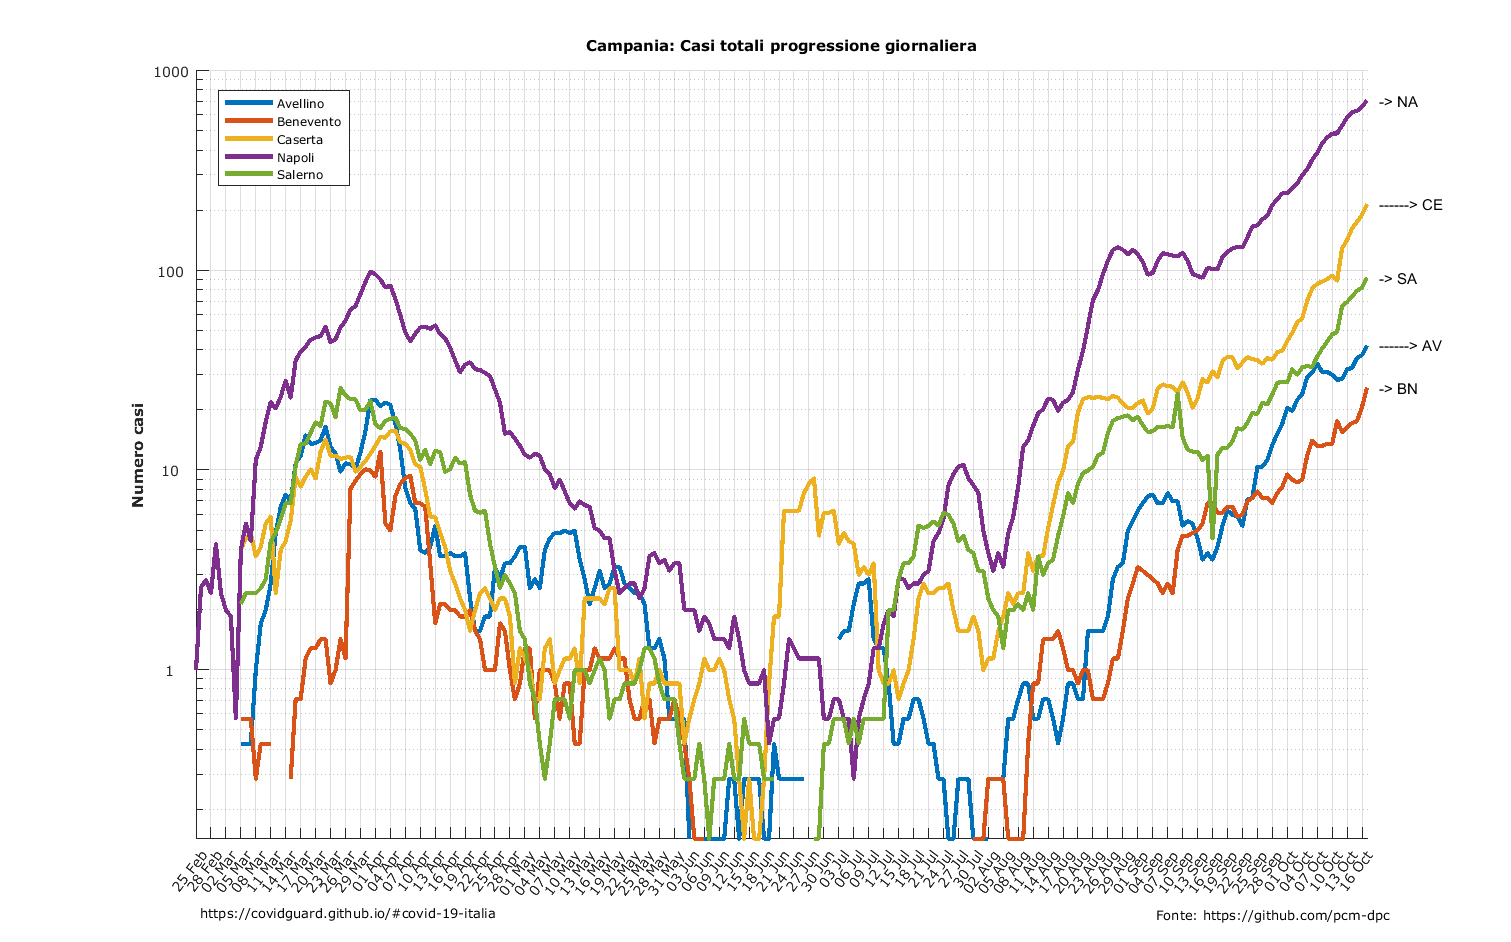 Campania: Casi totali progressione giornaliera
1000
100
10
1
Numero casi
Avellino
Benevento
Caserta
Napoli
Salerno
-> NA
------> CE
-> SA
------> AV
-> BN
25 Feb
28 Feb
02 Mar
05 Mar
08 Mar
11 Mar
14 Mar
17 Mar
20 Mar
23 Mar
26 Mar
29 Mar
01 Apr
04 Apr
07 Apr
10 Apr
13 Apr
16 Apr
19 Apr
22 Apr
25 Apr
28 Apr
01 May
04 May
07 May
10 May
13 May
16 May
19 May
22 May
25 May
28 May
31 May
03 Jun
06 Jun
09 Jun
12 Jun
15 Jun
18 Jun
21 Jun
24 Jun
27 Jun
30 Jun
03 Jul
06 Jul
09 Jul
12 Jul
15 Jul
18 Jul
21 Jul
24 Jul
27 Jul
30 Jul
02 Aug
05 Aug
08 Aug
11 Aug
14 Aug
17 Aug
20 Aug
23 Aug
26 Aug
29 Aug
01 Sep
04 Sep
07 Sep
10 Sep
13 Sep
16 Sep
19 Sep
22 Sep
25 Sep
28 Sep
01 Oct
04 Oct
07 Oct
10 Oct
13 Oct
16 Oct
https://covidguard.github.io/#covid-19-italia
Fonte: https://github.com/pcm-dpc